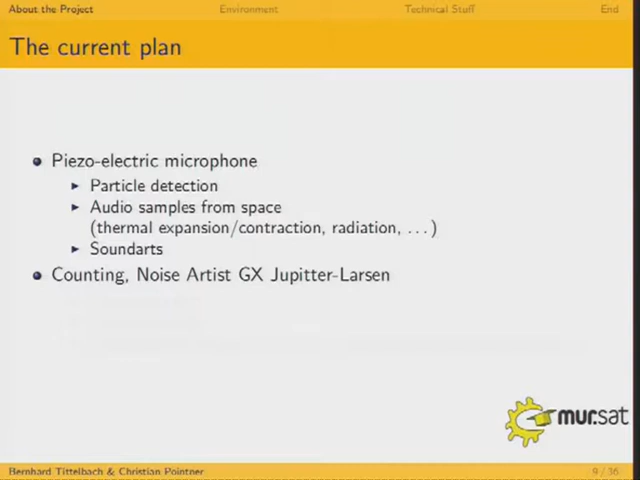 About the Project Environment Technical Stuff End
The current plan
Piezo-electric microphone
Particle detection
Audio samples from space
(thermal expansion/contraction, radiation, ...)
Soundarts
Counting, Noise Artist GX Jupitter-Larsen
mur.sat
Bernhard Tittelbach & Christian Pointner 9 / 36